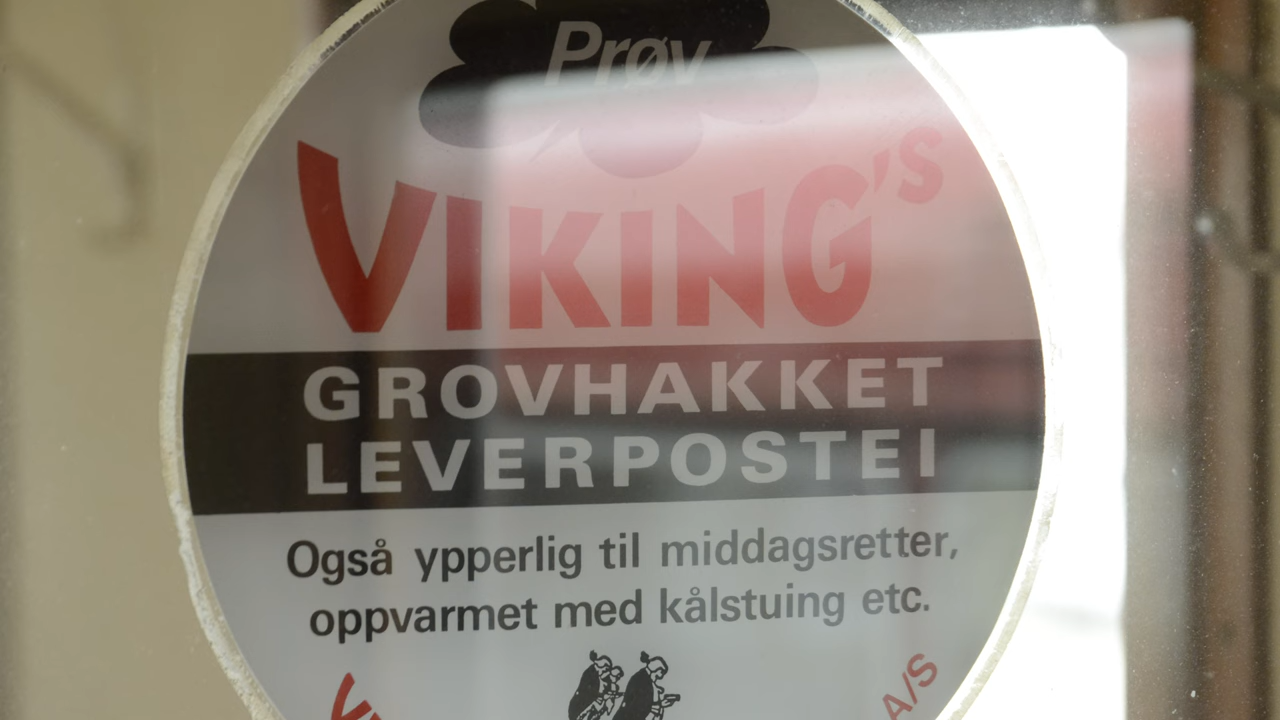 Prøv
VIKING's
GROVHAKKET
LEVERPOSTEI
Også ypperlig til middagsretter,
oppvarmet med kålstuing etc.
A/S